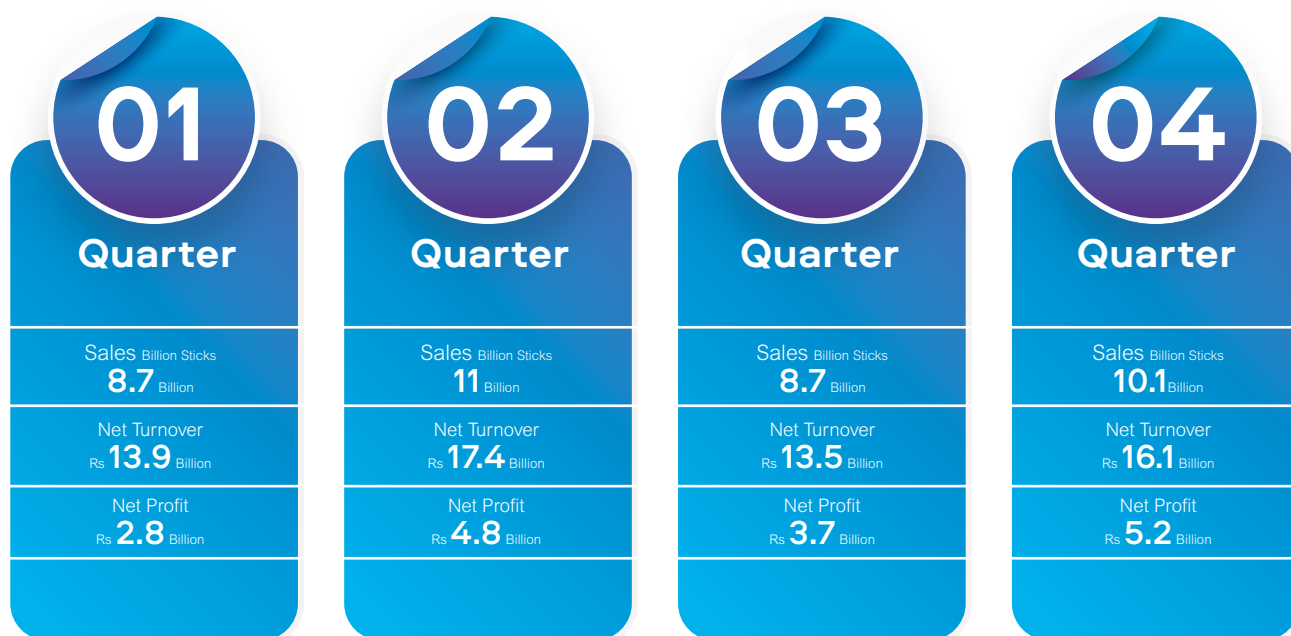 01
Quarter
Sales Billion Sticks
8.7 Billion
Net Turnover
Rs 13.9 Billion
Net Profit
Rs 2.8 Billion
02
Quarter
Sales Billion Sticks
11 Billion
Net Turnover
Rs 17.4 Billion
Net Profit
Rs 4.8 Billion
03
Quarter
Sales Billion Sticks
8.7 Billion
Net Turnover
Rs 13.5 Billion
Net Profit
Rs 3.7 Billion
04
Quarter
Sales Billion Sticks
10.1 Billion
Net Turnover
Rs 16.1 Billion
Net Profit
Rs 5.2 Billion